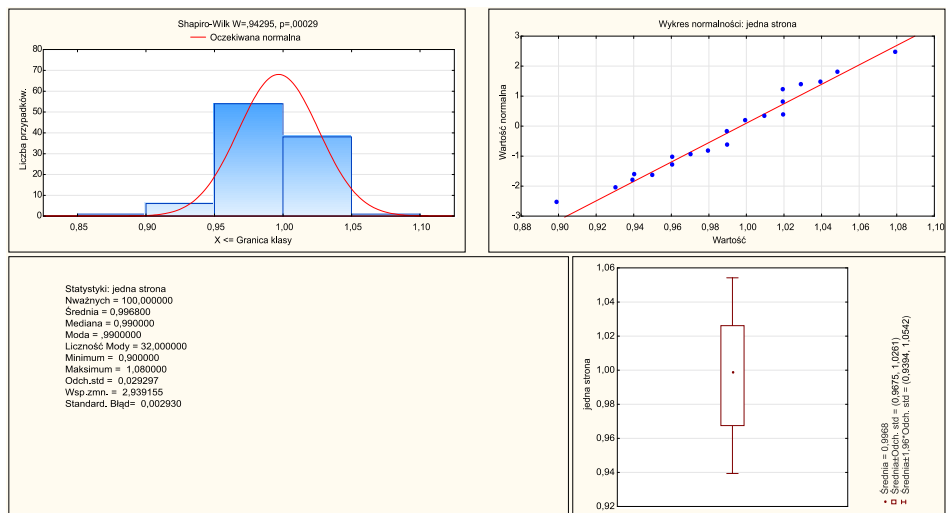 Shapiro-Wilk W=,94295, p=,00029
Oczekiwana normalna
80
70
60
50
40
30
20
10
0
Liczba przypadków.
0,85 0,90 0,95 1,00 1,05 1,10
X <= Granica klasy
Wykres normalności: jedna strona
3
2
1
0
-1
-2
-3
Wartość normalna
0,88 0,90 0,92 0,94 0,96 0,98 1,00 1,02 1,04 1,06 1,08 1,10
Wartość
Statystyki: jedna strona
Nważnych = 100,000000
Średnia = 0,996800
Mediana = 0,990000
Moda = ,9900000
Liczność Mody = 32,000000
Minimum = 0,900000
Maksimum = 1,080000
Odch.std = 0,029297
Wsp.zmn. = 2,939155
Standard. Błąd= 0,002930
1,06
1,04
1,02
1,00
0,98
0,96
0,94
0,92
jedna strona
Średnia = 0,9968
Średnia±Odch. std = (0,9675, 1,0261)
Średnia±1,96*Odch. std = (0,9394, 1,0542)